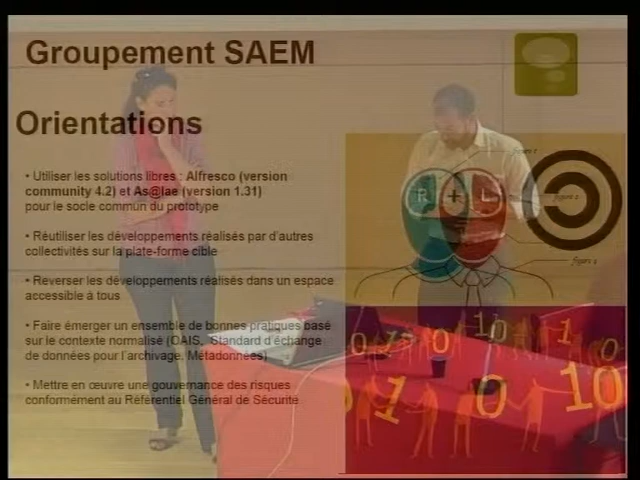 Groupement SAEM
Orientations
• Utiliser les solutions libres : Alfresco (version
community 4.2) et As@lae (version 1.31)
pour le socle commun du prototype
• Réutiliser les développements réalisés par d'autres
collectivités sur la plate-forme cible
• Reverser les développements réalisés dans un espace
accessible à tous
• Faire émerger un ensemble de bonnes pratiques basé
sur le contexte normalisé (OAIS, Standard d'échange
de données pour l'archivage, Métadonnées)
• Mettre en œuvre une gouvernance des risques
conformément au Référentiel Général de Sécurité
R + L
10
1 0 10